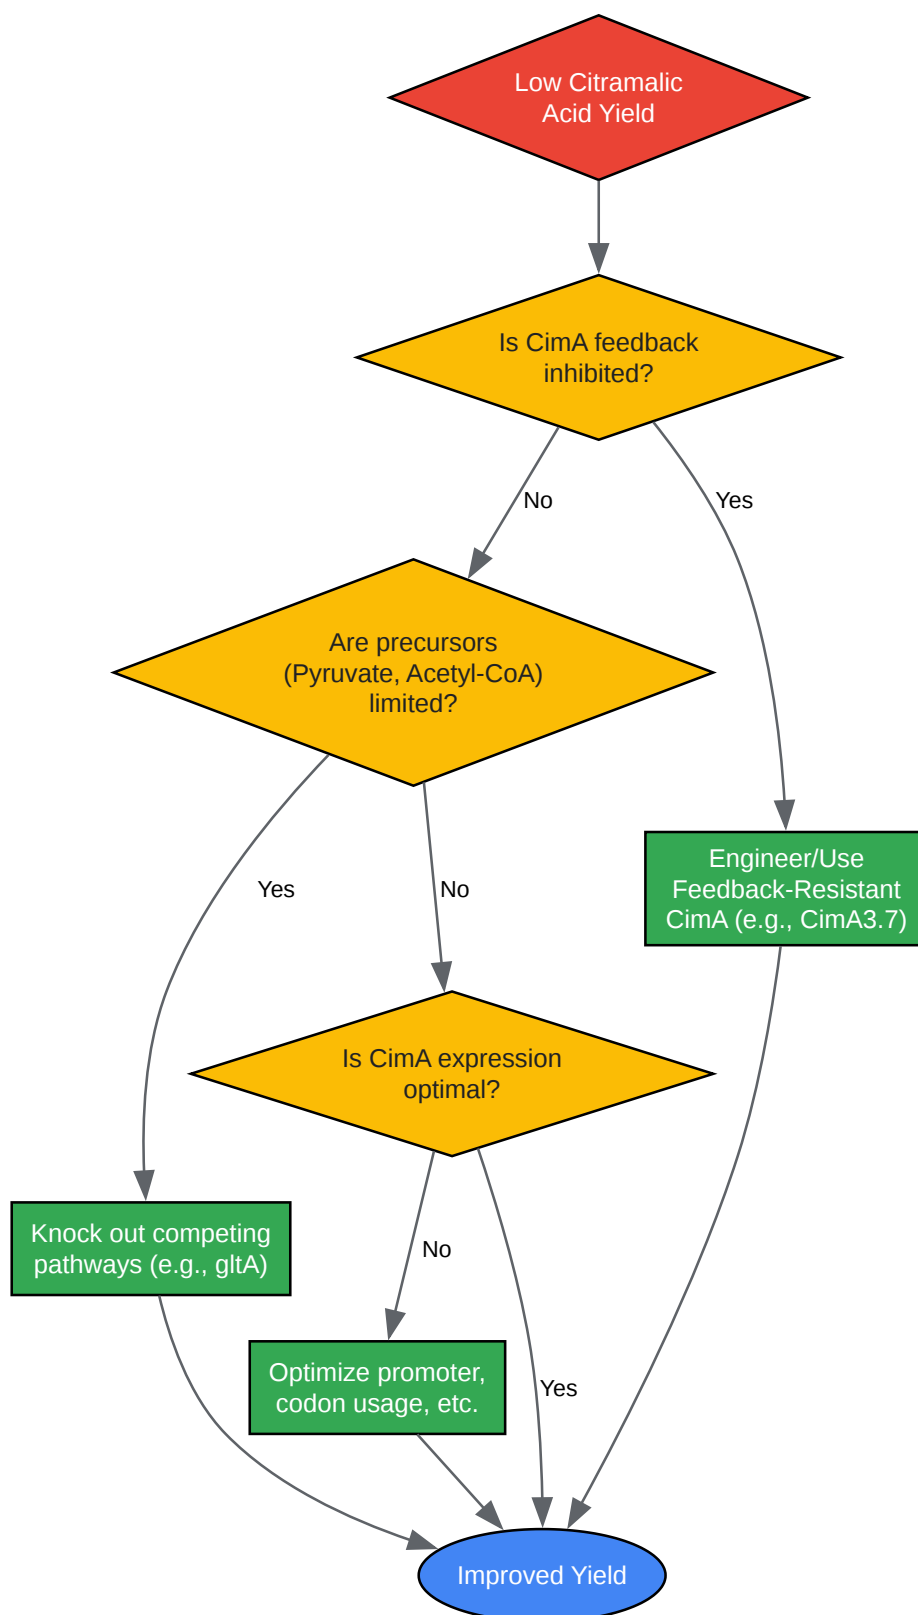 Low Citramalic
Acid Yield
Is CimA feedback
inhibited?
No
Yes
Are precursors
(Pyruvate, Acetyl-CoA)
limited?
Engineer/Use
Feedback-Resistant
CimA (e.g., CimA3.7)
Yes
No
Is CimA expression
optimal?
Knock out competing
pathways (e.g., gltA)
No
Optimize promoter,
codon usage, etc.
Yes
Improved Yield